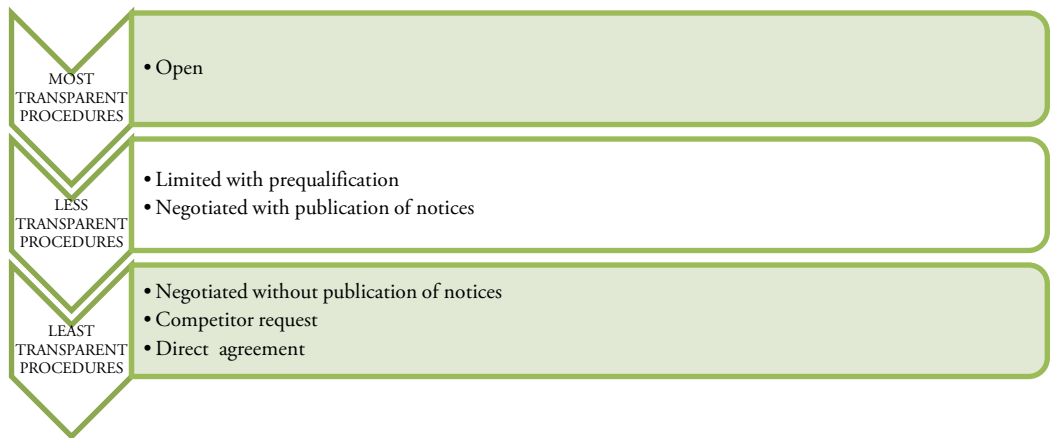 MOST
TRANSPARENT
PROCEDURES
• Open
LESS
TRANSPARENT
PROCEDURES
• Limited with prequalification
• Negotiated with publication of notices
LEAST
TRANSPARENT
PROCEDURES
• Negotiated without publication of notices
• Competitor request
• Direct agreement